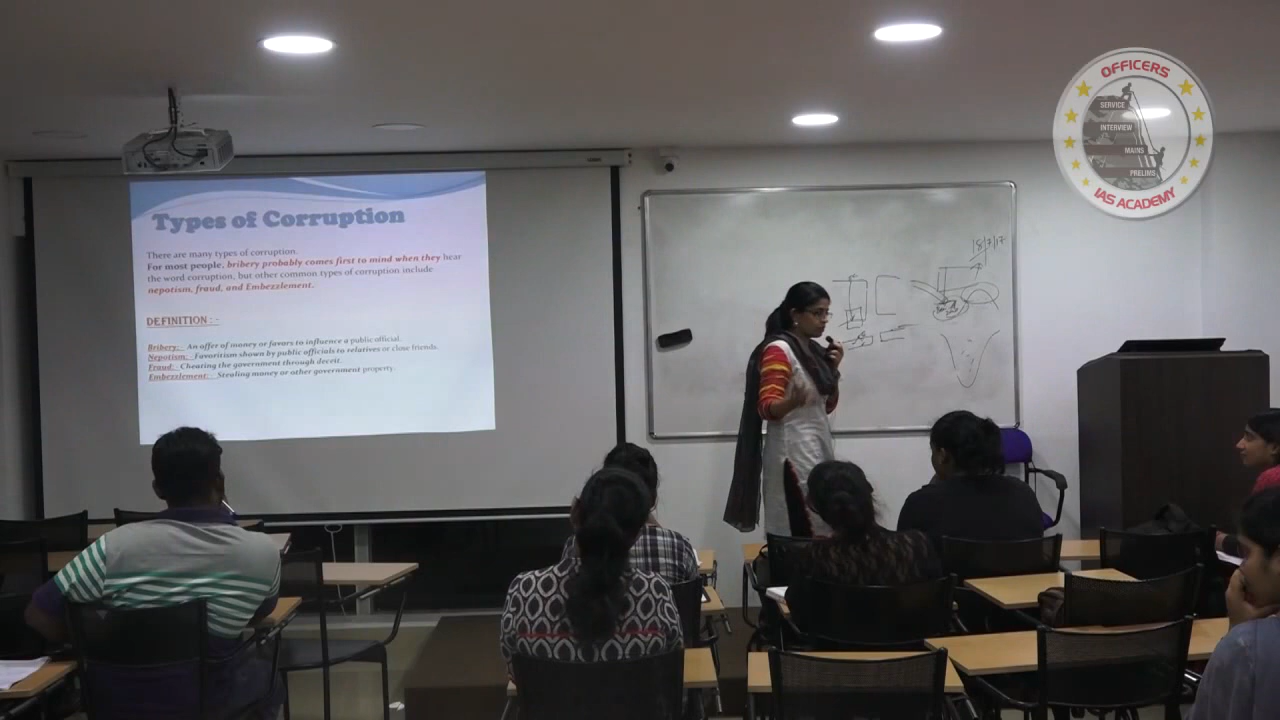 Types of Corruption
There are many types of corruption.
For most people, bribery probably comes first to mind when they hear
the word corruption, but other common types of corruption include
nepotism, fraud, and Embezzlement.
DEFINITION : -
Bribery: An offer of money or favors to influence a public official.
Nepotism: Favoritism shown by public officials to relatives or close friends.
Fraud: Cheating the government through deceit.
Embezzlement: Stealing money or other government property.
18/7/17
OFFICERS
SERVICE
INTERVIEW
MAINS
PRELIMS
IAS ACADEMY